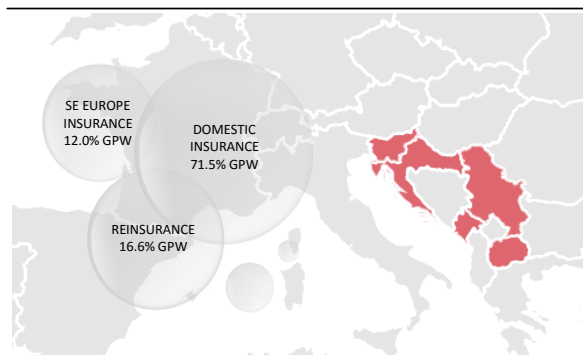 SE EUROPE
INSURANCE
12.0% GPW
DOMESTIC
INSURANCE
71.5% GPW
REINSURANCE
16.6% GPW